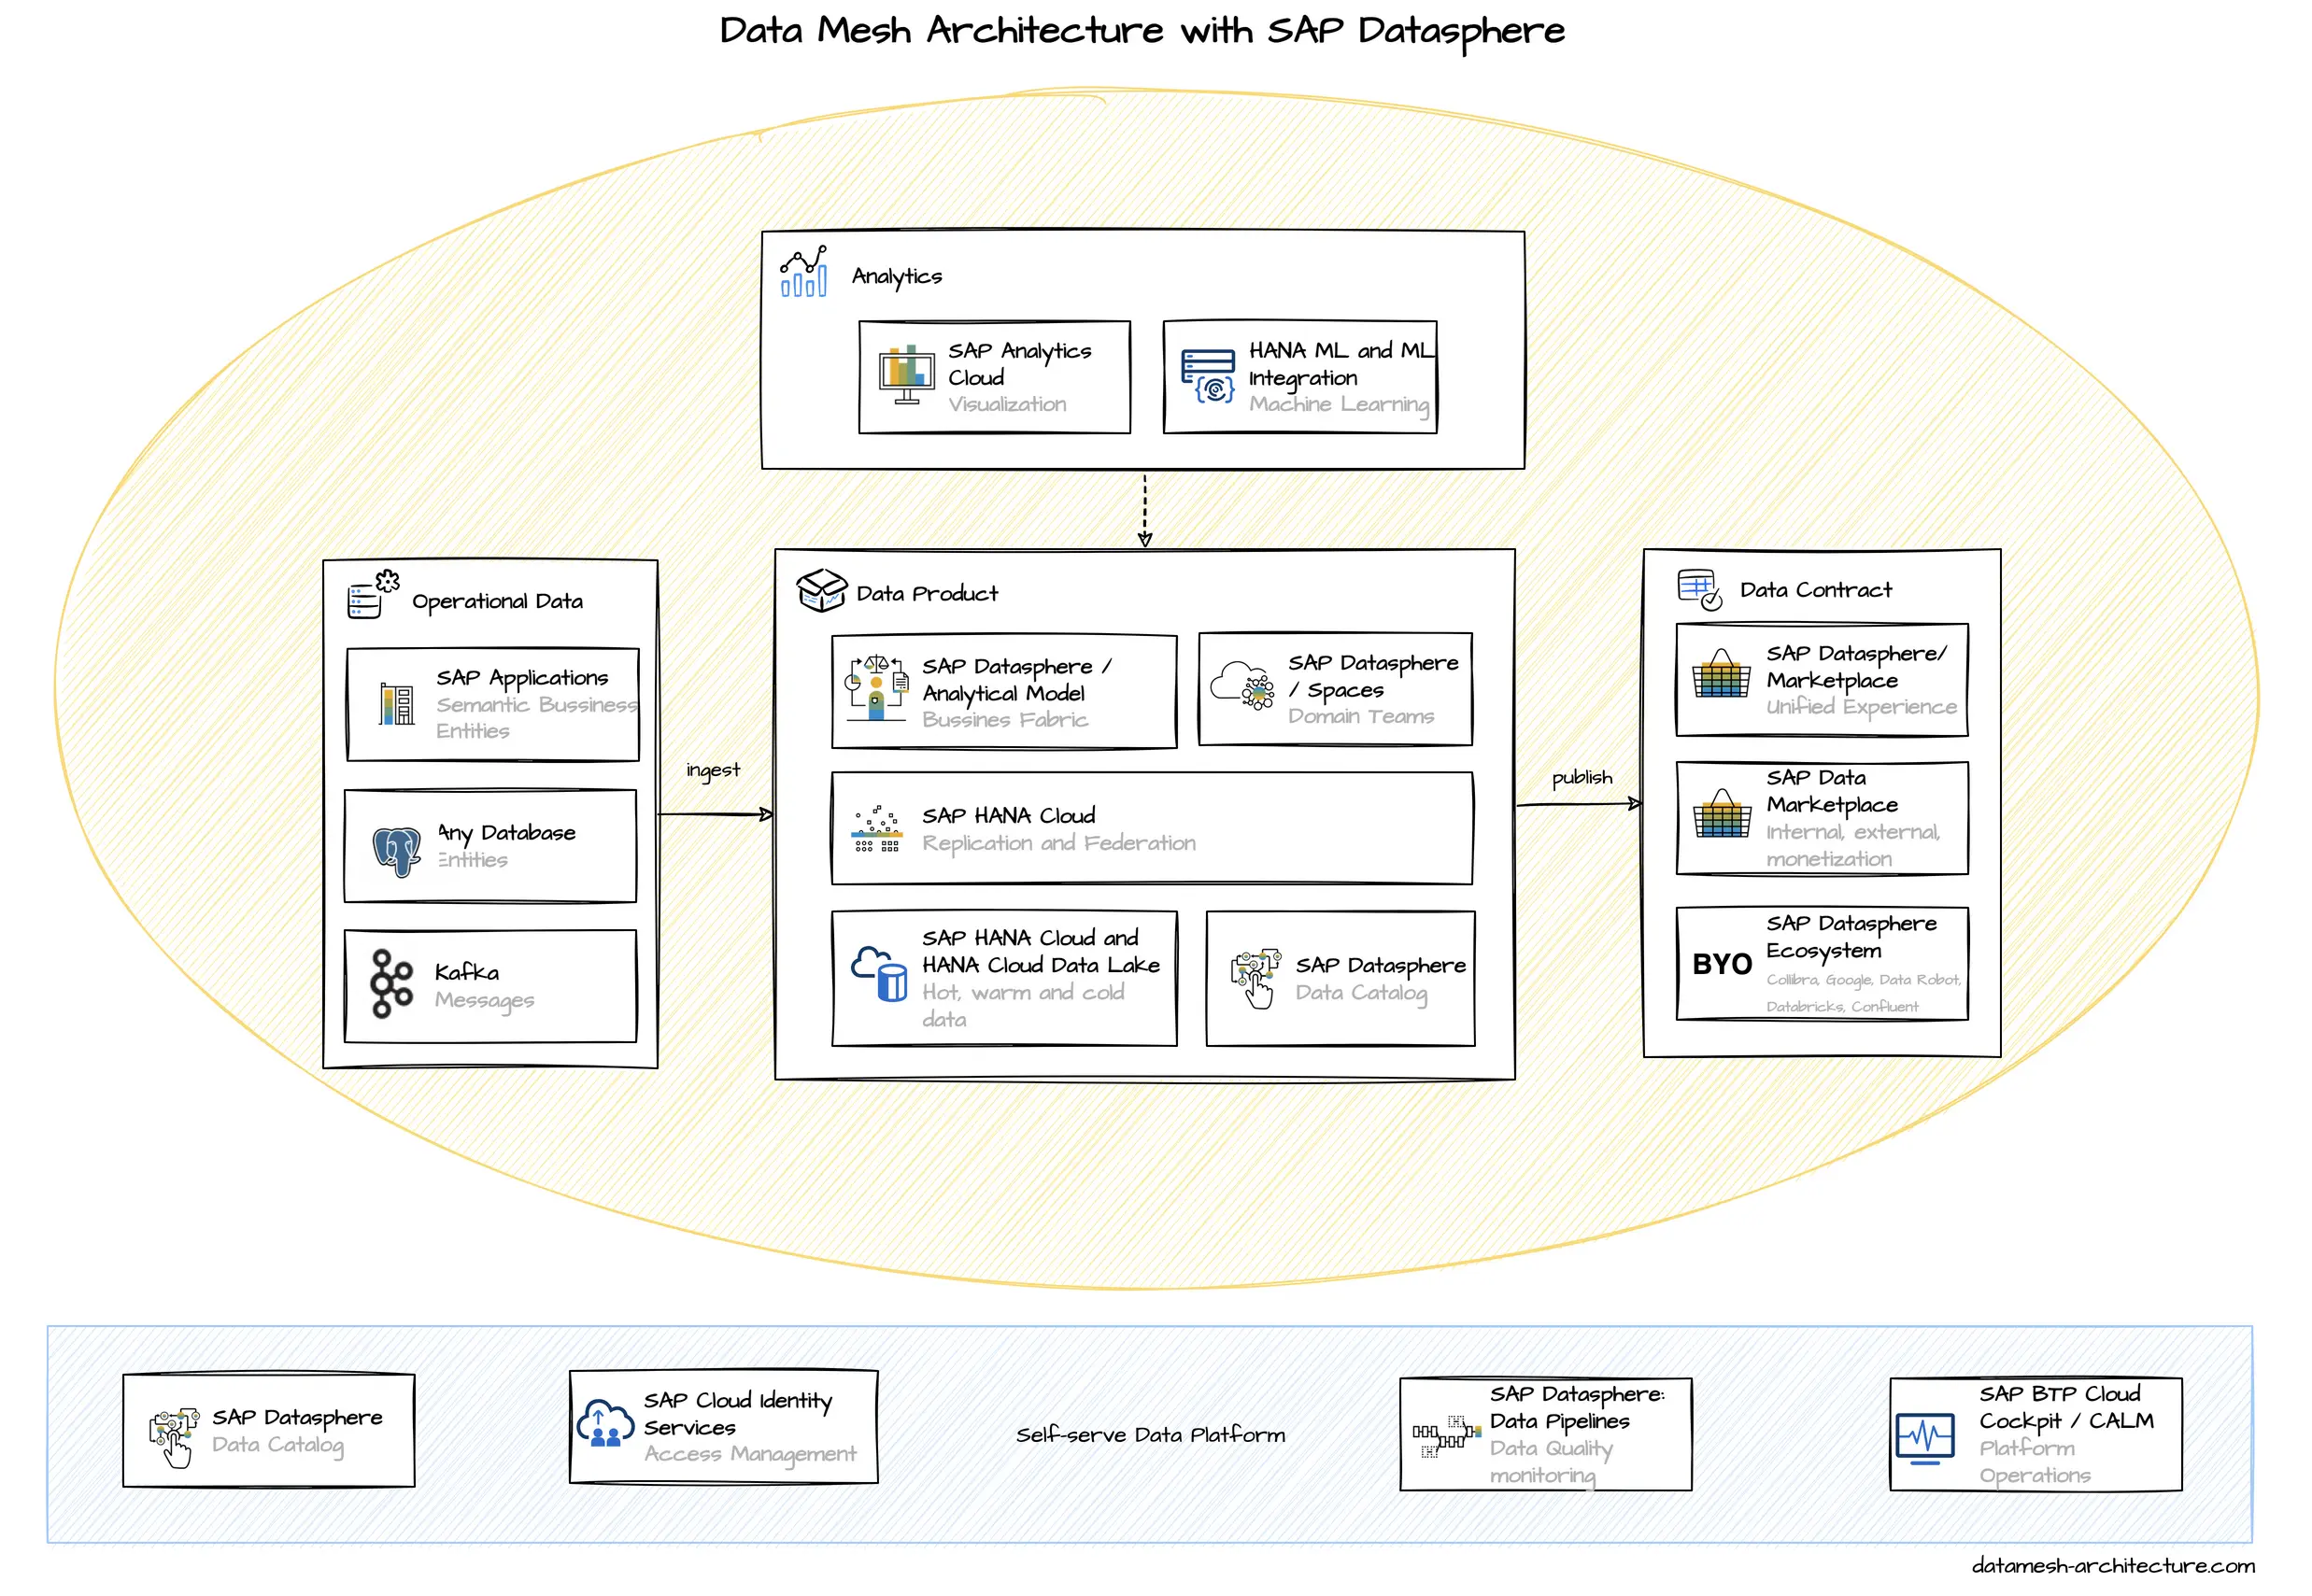 Data Mesh Architecture with SAP Datasphere
Analytics
SAP Analytics
Cloud
Visualization
HANA ML and ML
Integration
Machine Learning
Operational Data
SAP Applications
Semantic Bussiness
Entities
Any Database
Entities
Kafka
Messages
ingest
Data Product
SAP Datasphere /
Analytical Model
Bussines Fabric
SAP Datasphere
/ Spaces
Domain Teams
SAP HANA Cloud
Replication and Federation
SAP HANA Cloud and
HANA Cloud Data Lake
Hot, warm and cold
data
SAP Datasphere
Data Catalog
publish
Data Contract
SAP Datasphere/
Marketplace
Unified Experience
SAP Data
Marketplace
Internal, external,
monetization
BYO
SAP Datasphere
Ecosystem
Collibra, Google, Data Robot,
Databricks, Confluent
SAP Datasphere
Data Catalog
SAP Cloud Identity
Services
Access Management
Self-serve Data Platform
SAP Datasphere:
Data Pipelines
Data Quality
monitoring
SAP BTP Cloud
Cockpit / CALM
Platform
Operations
datamesh-architecture.com